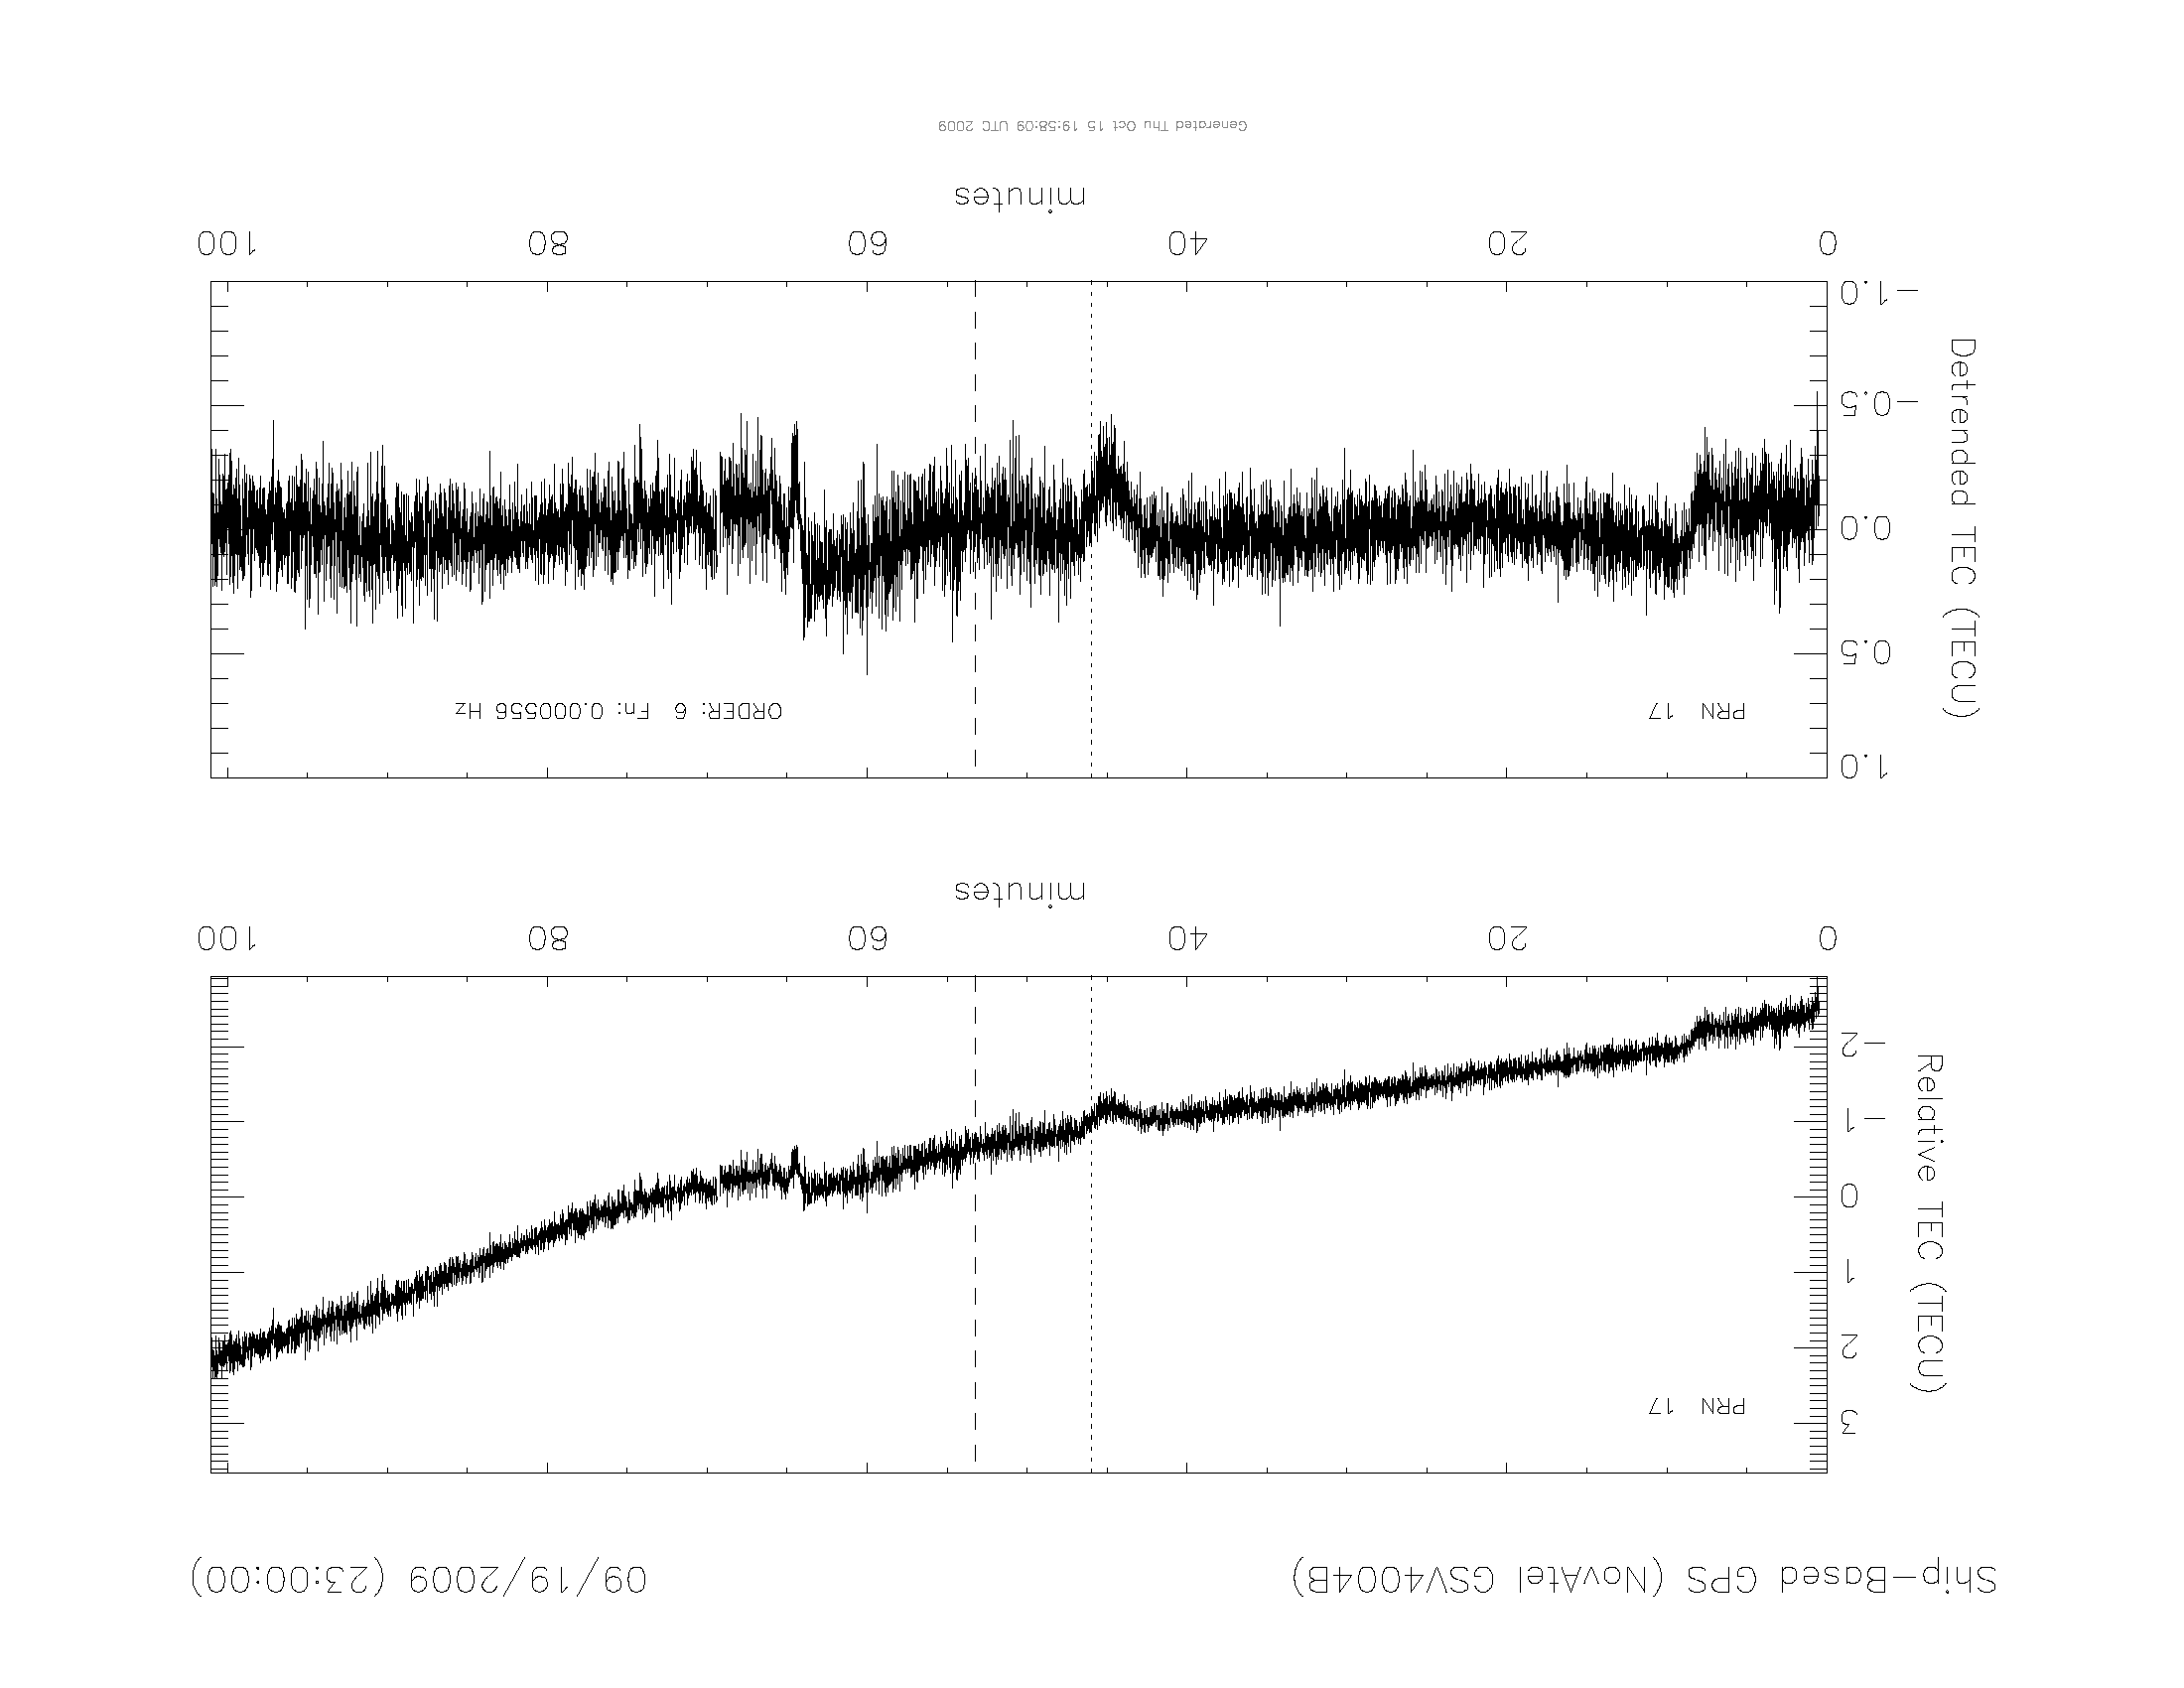 Ship-Based GPS (NovAtel GSV4004B) 09/19/2009 (23:00:00)
PRN 17
Relative TEC (TECU)
3
2
1
0
-1
-2
0 20 40 60 80 100
minutes
PRN 17 ORDER: 6 Fn: 0.000556 Hz
Detrended TEC (TECU)
1.0
0.5
0.0
-0.5
-1.0
0 20 40 60 80 100
minutes
Generated Thu Oct 15 19:58:09 UTC 2009